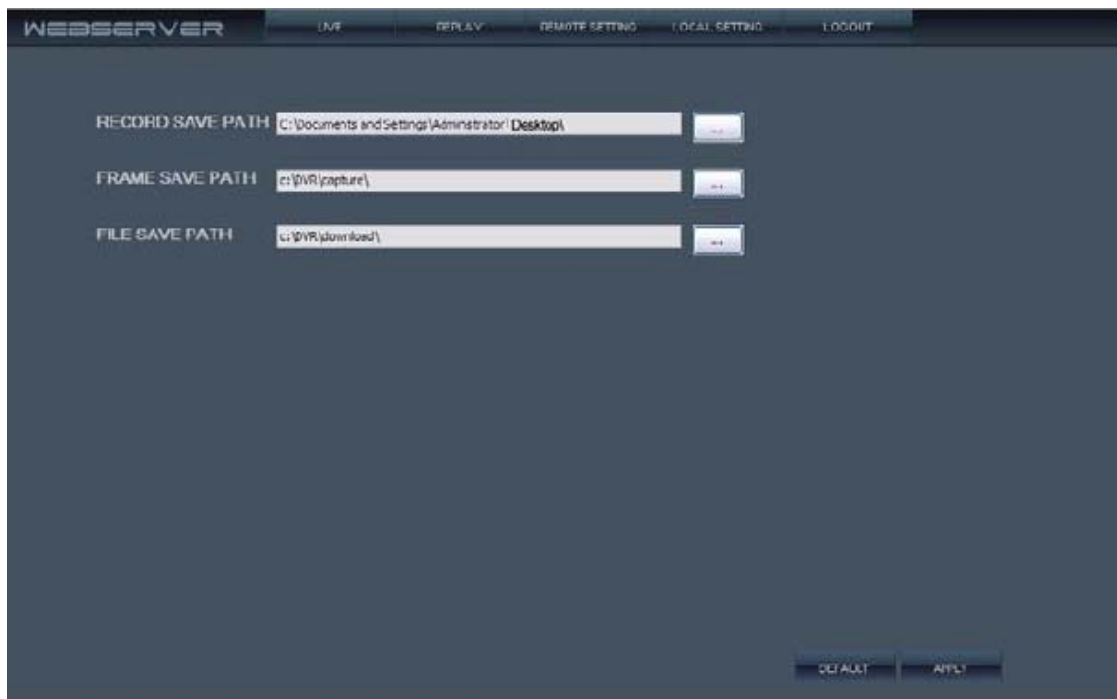 WEBSERVER LIVE REPLAY REMOTE SETTING LOCAL SETTING LOGOUT
RECORD SAVE PATH C:\Documents and Settings\Adminstrator\Desktop\ ...
FRAME SAVE PATH c:\DVR\capture\ ...
FILE SAVE PATH c:\DVR\download\ ...
DEFAULT APPLY